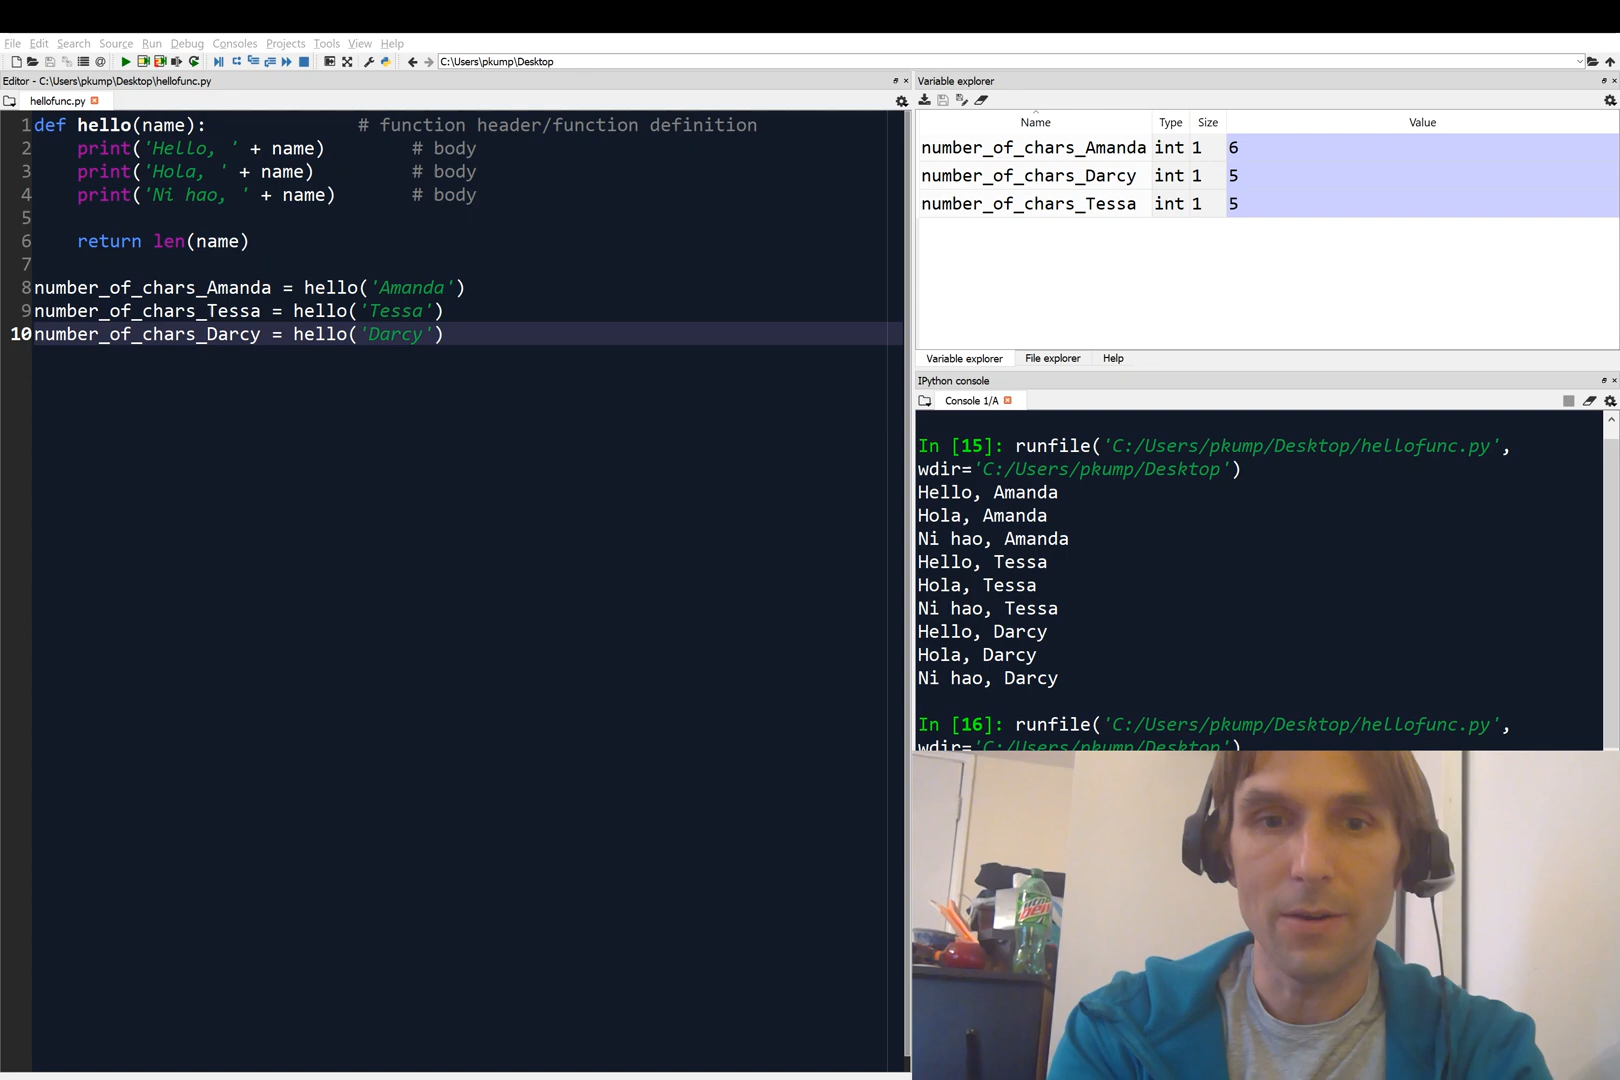 File Edit Search Source Run Debug Consoles Projects Tools View Help
C:\Users\pkump\Desktop
Editor - C:\Users\pkump\Desktop\hellofunc.py
hellofunc.py
1 def hello(name): # function header/function definition
2 print('Hello, ' + name) # body
3 print('Hola, ' + name) # body
4 print('Ni hao, ' + name) # body
5
6 return len(name)
7
8 number_of_chars_Amanda = hello('Amanda')
9 number_of_chars_Tessa = hello('Tessa')
10 number_of_chars_Darcy = hello('Darcy')
Variable explorer
Name Type Size Value
number_of_chars_Amanda int 1 6
number_of_chars_Darcy int 1 5
number_of_chars_Tessa int 1 5
Variable explorer File explorer Help
IPython console
Console 1/A
In [15]: runfile('C:/Users/pkump/Desktop/hellofunc.py',
wdir='C:/Users/pkump/Desktop')
Hello, Amanda
Hola, Amanda
Ni hao, Amanda
Hello, Tessa
Hola, Tessa
Ni hao, Tessa
Hello, Darcy
Hola, Darcy
Ni hao, Darcy
In [16]: runfile('C:/Users/pkump/Desktop/hellofunc.py',
wdir='C:/Users/pkump/Desktop')